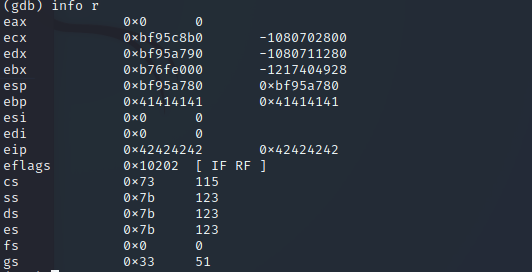 (gdb) info r
eax 0×0 0
ecx 0×bf95c8b0 -1080702800
edx 0×bf95a790 -1080711280
ebx 0×b76fe000 -1217404928
esp 0×bf95a780 0×bf95a780
ebp 0×41414141 0×41414141
esi 0×0 0
edi 0×0 0
eip 0×42424242 0×42424242
eflags 0×10202 [ IF RF ]
cs 0×73 115
ss 0×7b 123
ds 0×7b 123
es 0×7b 123
fs 0×0 0
gs 0×33 51